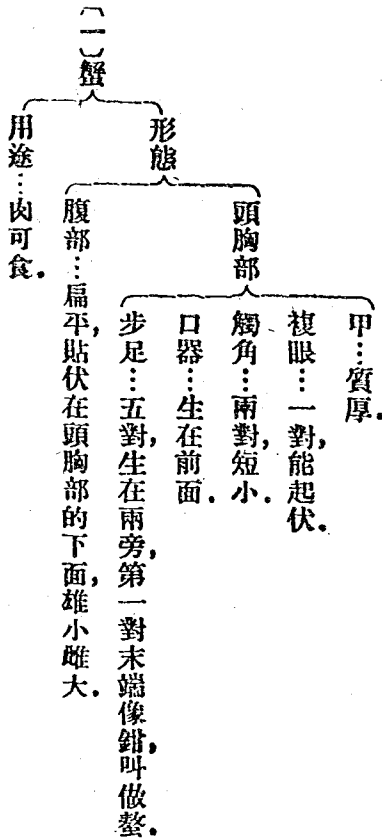 〔一〕蟹
形態
頭胸部
甲…質厚．
複眼…一對，能起伏．
觸角…兩對，短小．
口器…生在前面．
步足…五對，生在兩旁，第一對末端像鉗，叫做螯．
腹部…扁平，貼伏在頭胸部的下面，雄小雌大．
用途…肉可食．